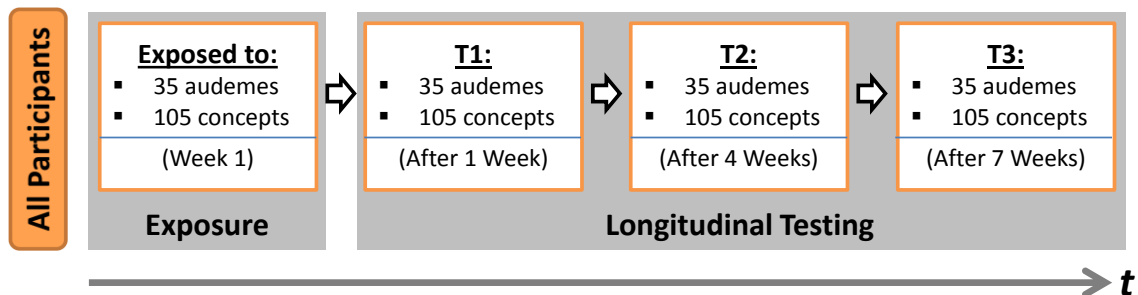 All Participants
Exposed to:
▪ 35 audemes
▪ 105 concepts
(Week 1)
T1:
▪ 35 audemes
▪ 105 concepts
(After 1 Week)
T2:
▪ 35 audemes
▪ 105 concepts
(After 4 Weeks)
T3:
▪ 35 audemes
▪ 105 concepts
(After 7 Weeks)
Exposure
Longitudinal Testing
t